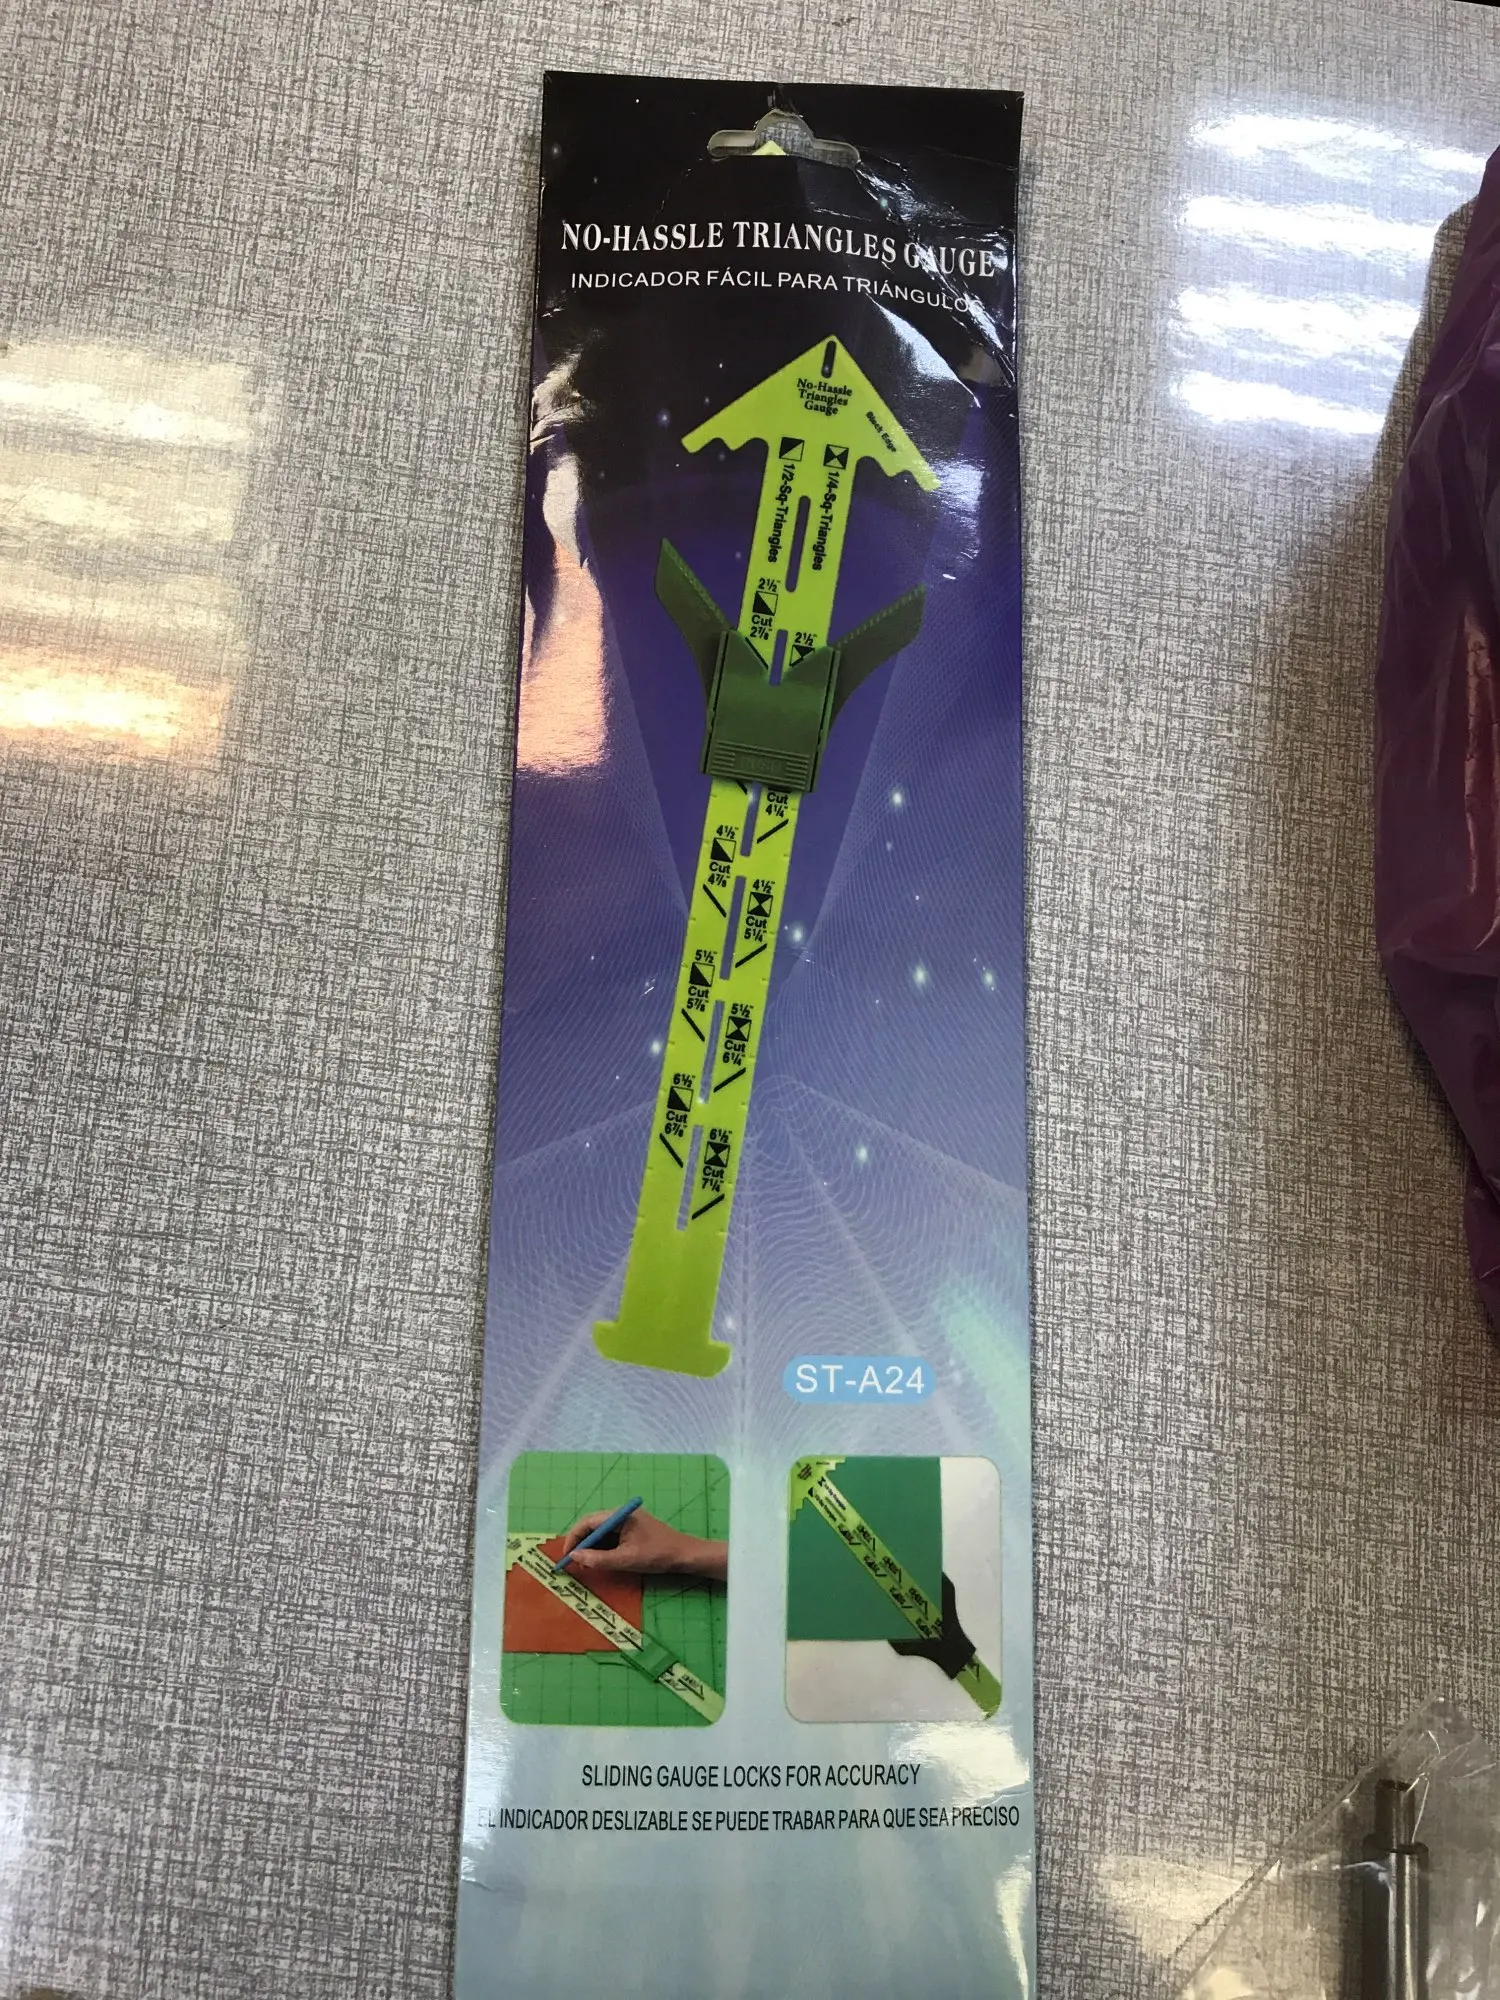 NO-HASSLE TRIANGLES GAUGE
INDICADOR FÁCIL PARA TRIÁNGULOS
No-Hassle
Triangles
Gauge
Block Edge
1/2-Sq-Triangles
1/4-Sq-Triangles
2½"
Cut
2⅞"
2½"
Cut
4¼"
4½"
Cut
4⅞"
4½"
Cut
5¼"
5½"
Cut
5⅞"
5½"
Cut
6¼"
6½"
Cut
6⅞"
6½"
Cut
7¼"
ST-A24
SLIDING GAUGE LOCKS FOR ACCURACY
EL INDICADOR DESLIZABLE SE PUEDE TRABAR PARA QUE SEA PRECISO